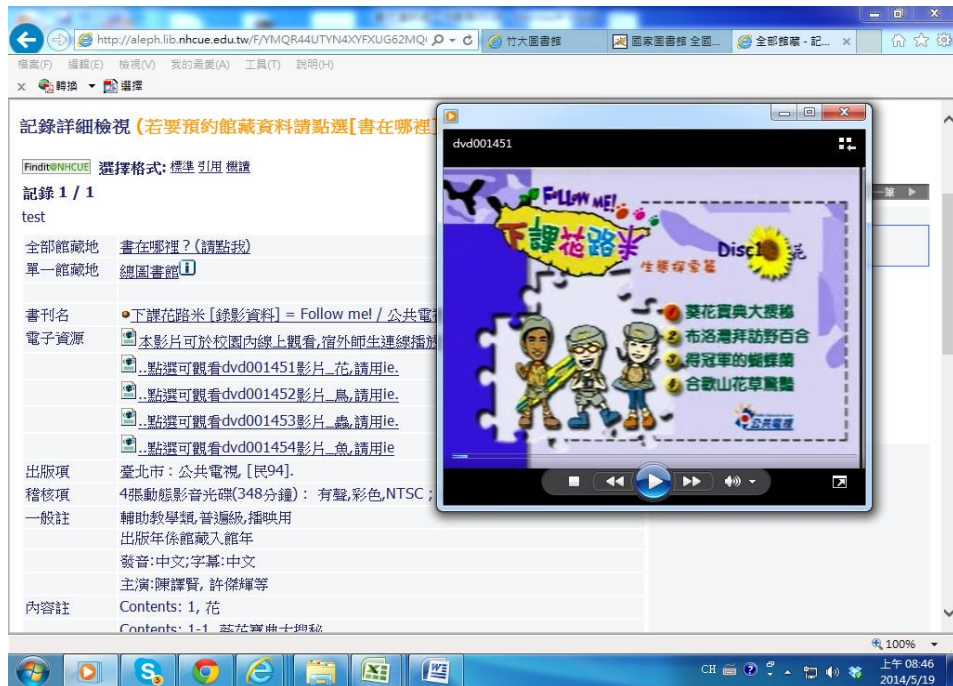 http://aleph.lib.nhcue.edu.tw/F/YMQR44UTYN4XYFXUG62MQ
竹大圖書館
國家圖書館 全國...
全部館藏 - 記...
檔案(F) 編輯(E) 檢視(V) 我的最愛(A) 工具(T) 說明(H)
x 轉換 選擇
記錄詳細檢視 (若要預約館藏資料請點選[書在哪裡]
Findit@NHCUE 選擇格式: 標準 引用 機讀
記錄 1 / 1
test
全部館藏地 書在哪裡?(請點我)
單一館藏地 總圖書館
書刊名 下課花路米 [錄影資料] = Follow me! / 公共電
電子資源 本影片可於校園內線上觀看,宿外師生連線播放
..點選可觀看dvd001451影片_花,請用ie.
..點選可觀看dvd001452影片_鳥,請用ie.
..點選可觀看dvd001453影片_蟲,請用ie.
..點選可觀看dvd001454影片_魚,請用ie
出版項 臺北市 : 公共電視, [民94].
稽核項 4張動態影音光碟(348分鐘) : 有聲,彩色,NTSC ;
一般註 輔助教學類,普遍級,播映用
出版年係館藏入館年
發音:中文;字幕:中文
主演:陳譯賢, 許傑輝等
內容註 Contents: 1, 花
Contents: 1-1, 葵花寶典大搜秘
dvd001451
FOLLOW ME!
下課花路米
Disc1 花
生態探索篇
1 葵花寶典大搜秘
2 布洛灣拜訪野百合
3 得冠軍的蝴蝶蘭
4 合歡山花草驚豔
公共電視
一筆
100%
CH
上午 08:46
2014/5/19